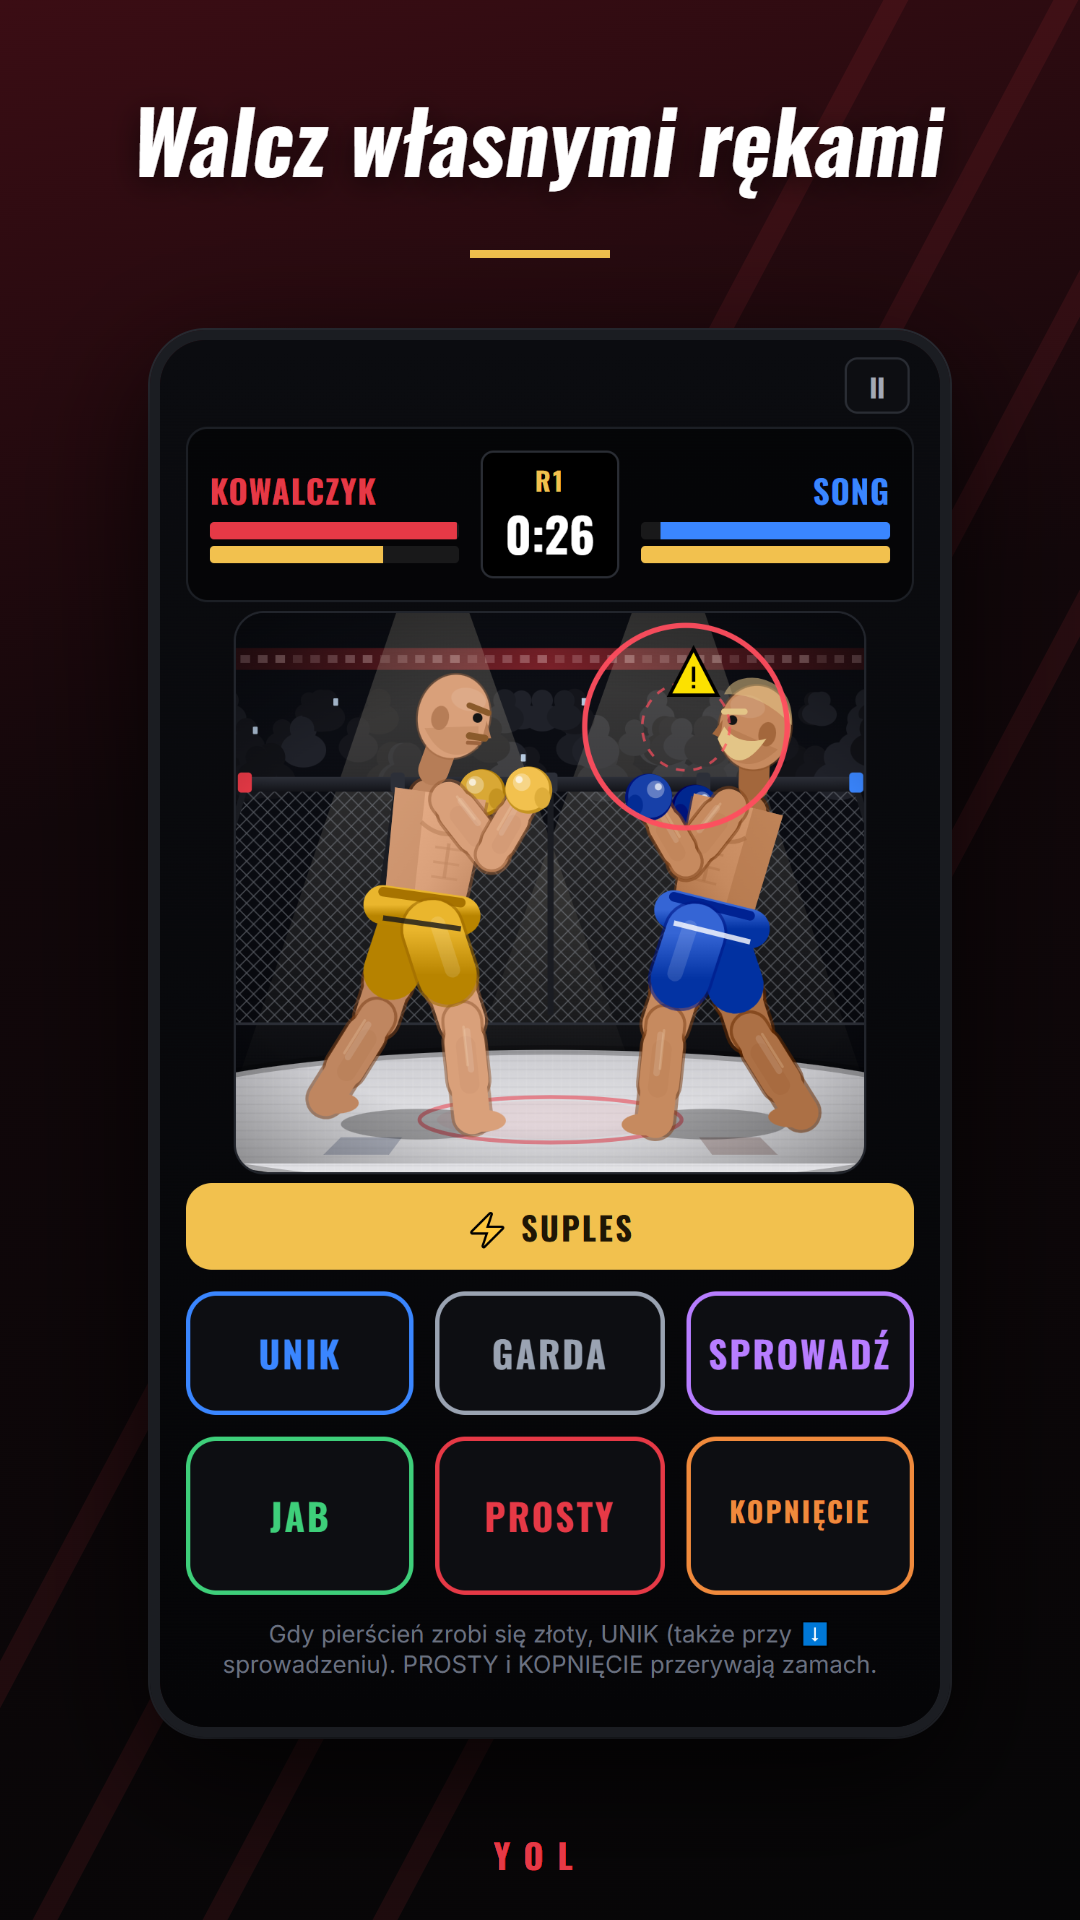 Walcz własnymi rękami
KOWALCZYK
R1
0:26
SONG
SUPLES
UNIK
GARDA
SPROWADŹ
JAB
PROSTY
KOPNIĘCIE
Gdy pierścień zrobi się złoty, UNIK (także przy ⬇
sprowadzeniu). PROSTY i KOPNIĘCIE przerywają zamach.
YOL